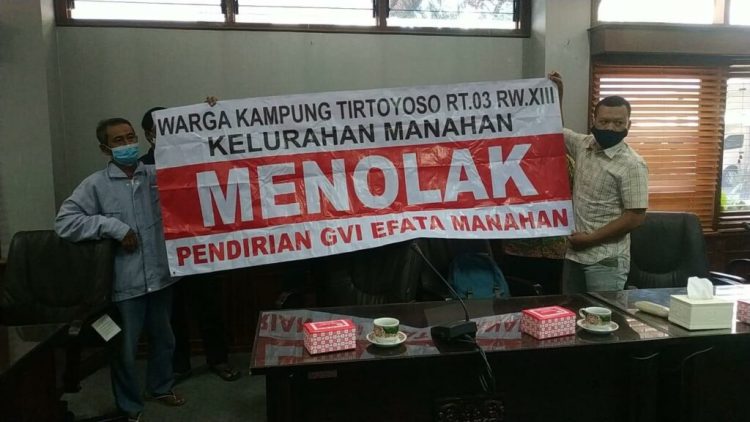 WARGA KAMPUNG TIRTOYOSO RT.03 RW.XIII
KELURAHAN MANAHAN
MENOLAK
PENDIRIAN GVI EFATA MANAHAN